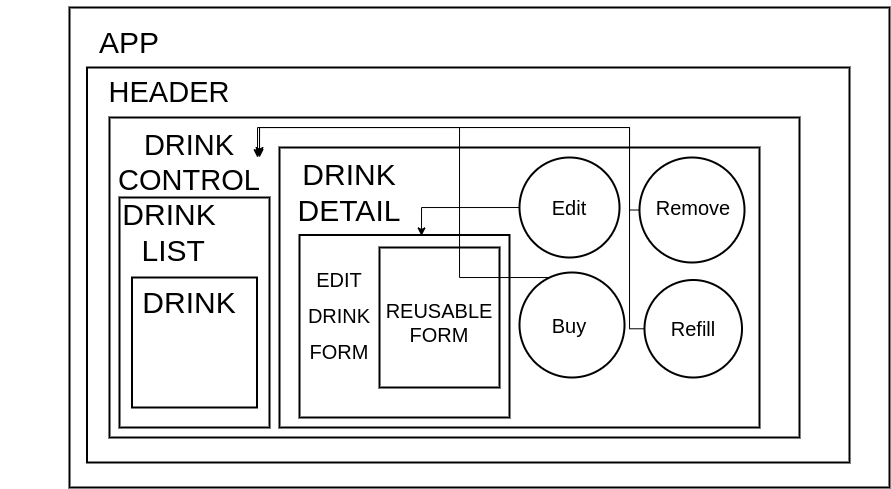 APP
HEADER
DRINK
CONTROL
DRINK
LIST
DRINK
DRINK
DETAIL
EDIT
DRINK
FORM
REUSABLE
FORM
Edit
Remove
Buy
Refill